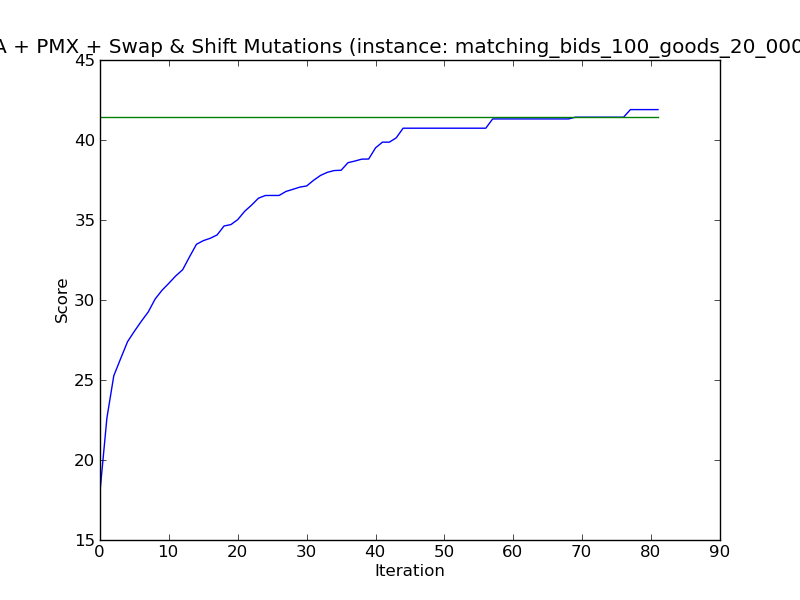 A + PMX + Swap & Shift Mutations (instance: matching_bids_100_goods_20_000
45
40
35
30
25
20
15
Score
0 10 20 30 40 50 60 70 80 90
Iteration